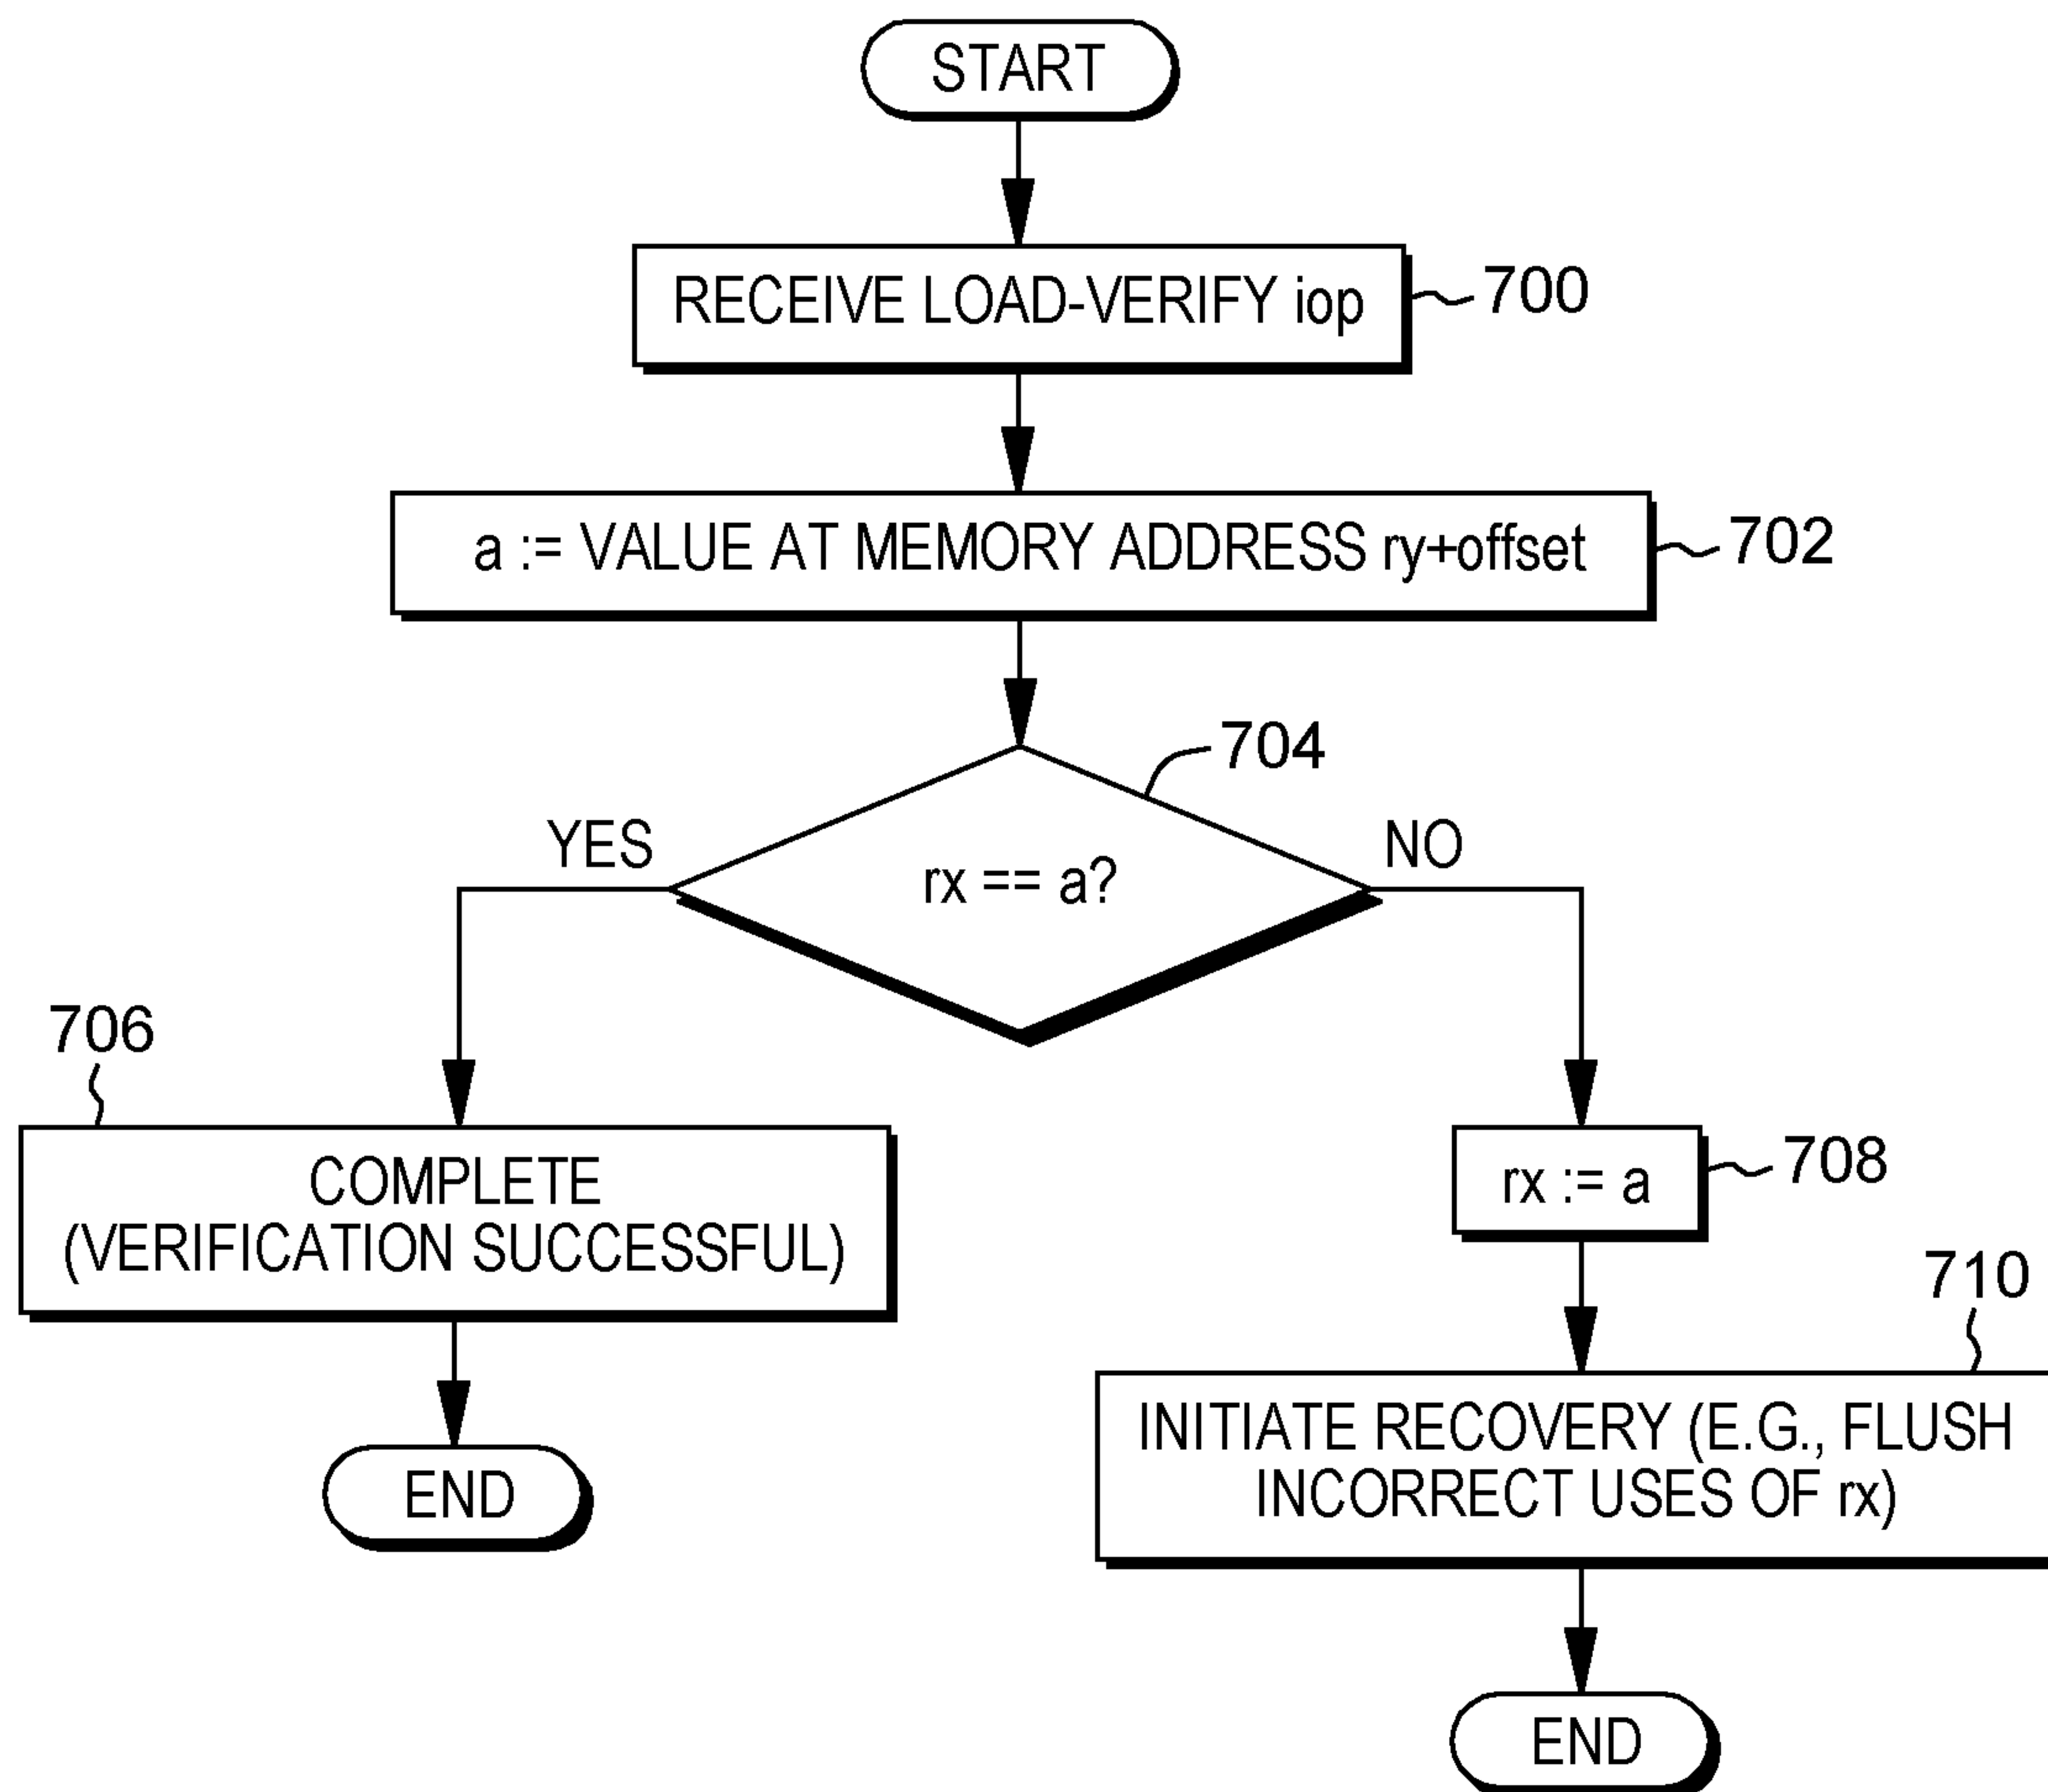 START
RECEIVE LOAD-VERIFY iop
700
a := VALUE AT MEMORY ADDRESS ry+offset
702
704
YES
rx == a?
NO
706
COMPLETE
(VERIFICATION SUCCESSFUL)
rx := a
708
710
INITIATE RECOVERY (E.G., FLUSH
INCORRECT USES OF rx)
END
END